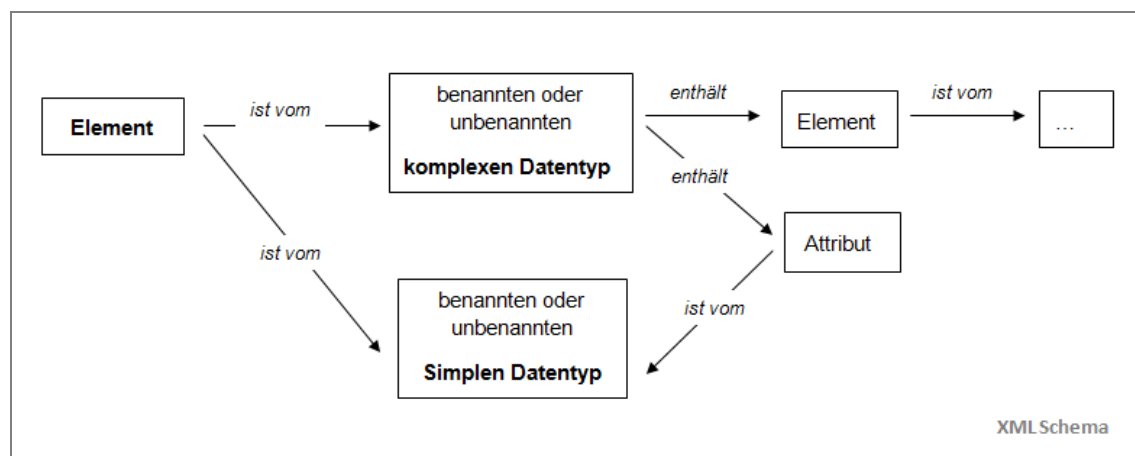 Element
ist vom
benannten oder
unbenannten
komplexen Datentyp
enthält
Element
ist vom
...
enthält
Attribut
ist vom
ist vom
benannten oder
unbenannten
Simplen Datentyp
XML Schema